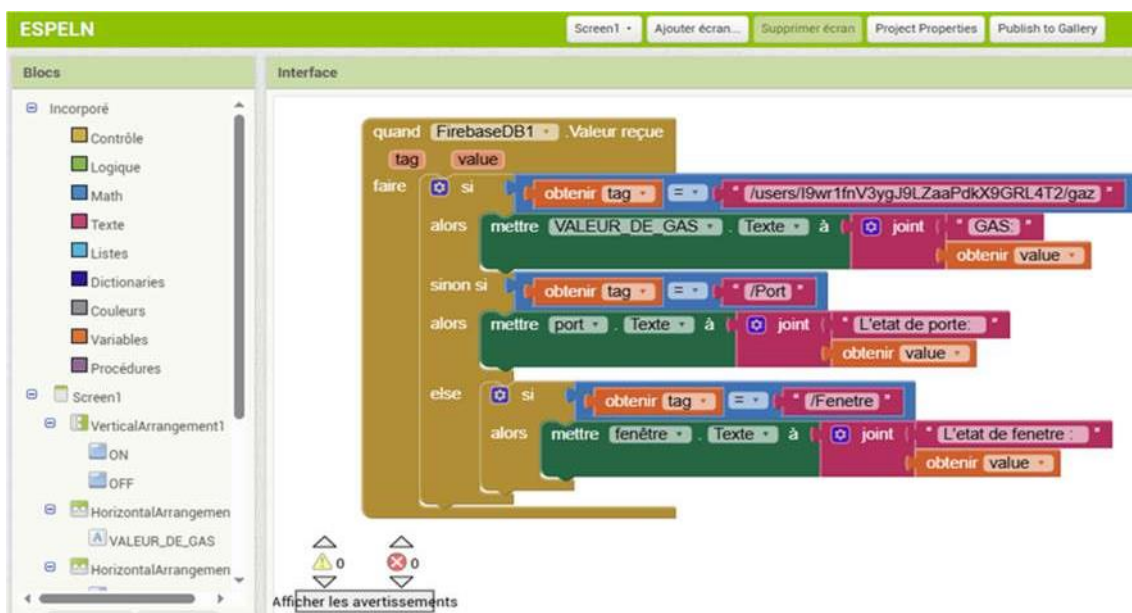 ESPELN
Screen1 Ajouter écran... Supprimer écran Project Properties Publish to Gallery
Blocs
Interface
Incorporé
Contrôle
Logique
Math
Texte
Listes
Dictionaries
Couleurs
Variables
Procédures
Screen1
VerticalArrangement1
ON
OFF
HorizontalArrangemen
VALEUR_DE_GAS
HorizontalArrangemen
quand FirebaseDB1 .Valeur reçue
tag value
faire si obtenir tag = " /users/I9wr1fnV3ygJ9LZaaPdkX9GRL4T2/gaz "
alors mettre VALEUR_DE_GAS . Texte à joint " GAS: "
obtenir value
sinon si obtenir tag = " /Port "
alors mettre port . Texte à joint " L'etat de porte: "
obtenir value
else si obtenir tag = " /Fenetre "
alors mettre fenêtre . Texte à joint " L'etat de fenetre : "
obtenir value
0 0
Afficher les avertissements